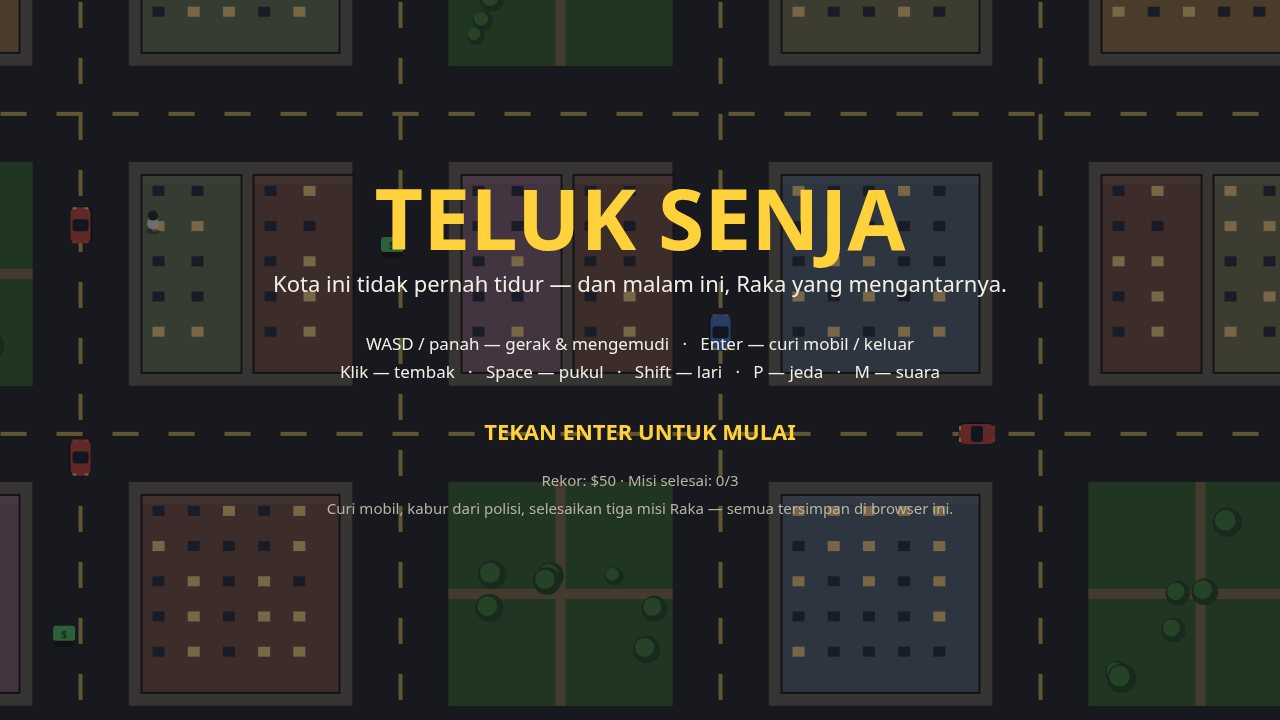 TELUK SENJA
Kota ini tidak pernah tidur — dan malam ini, Raka yang mengantarnya.
WASD / panah — gerak & mengemudi · Enter — curi mobil / keluar
Klik — tembak · Space — pukul · Shift — lari · P — jeda · M — suara
TEKAN ENTER UNTUK MULAI
Rekor: $50 · Misi selesai: 0/3
Curi mobil, kabur dari polisi, selesaikan tiga misi Raka — semua tersimpan di browser ini.
$
$